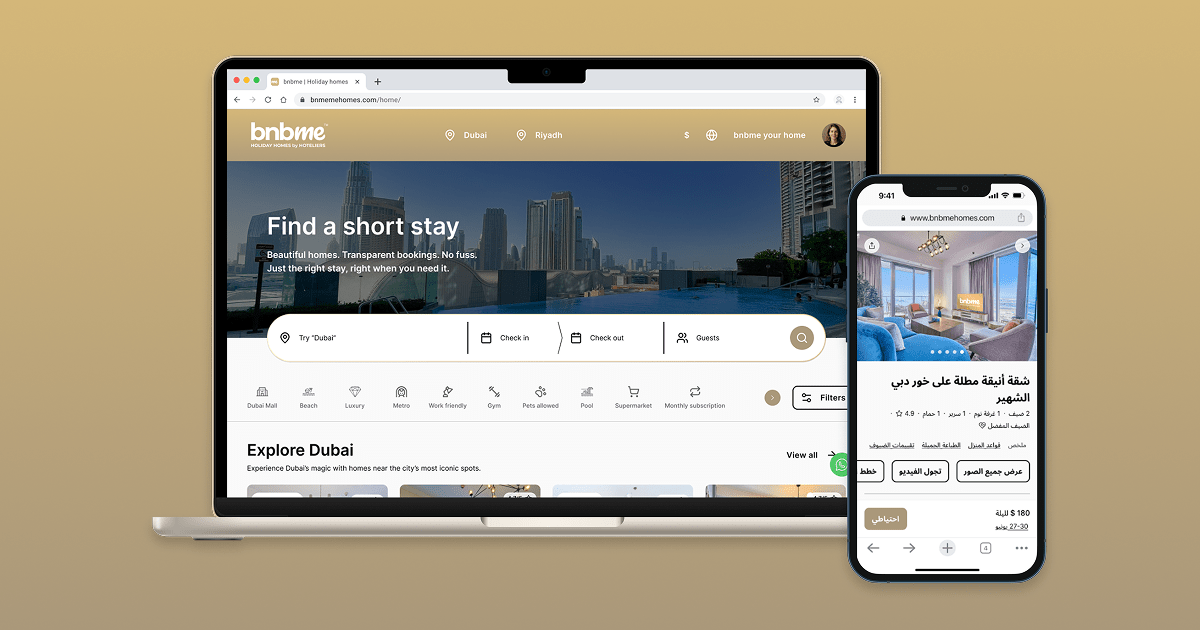 bnbme | Holiday homes
bnmemehomes.com/home/
bnbme™
HOLIDAY HOMES by HOTELIERS
Dubai
Riyadh
$
bnbme your home
Find a short stay
Beautiful homes. Transparent bookings. No fuss.
Just the right stay, right when you need it.
Try "Dubai"
Check in
Check out
Guests
Dubai Mall
Beach
Luxury
Metro
Work friendly
Gym
Pets allowed
Pool
Supermarket
Monthly subscription
Filters
Explore Dubai
Experience Dubai's magic with homes near the city's most iconic spots.
View all
9:41
www.bnbmehomes.com
bnbme
شقة أنيقة مطلة على خور دبي
الشهير
2 ضيف · 1 غرفة نوم · 1 سرير · 1 حمام · 4.9 ·
الضيف المفضل
ملخص
قواعد المنزل
الطباعة الجميلة
تقييمات الضيوف
عرض جميع الصور
تجول الفيديو
خطط
180 $ لليلة
27-30 يونيو
احتياطي
4